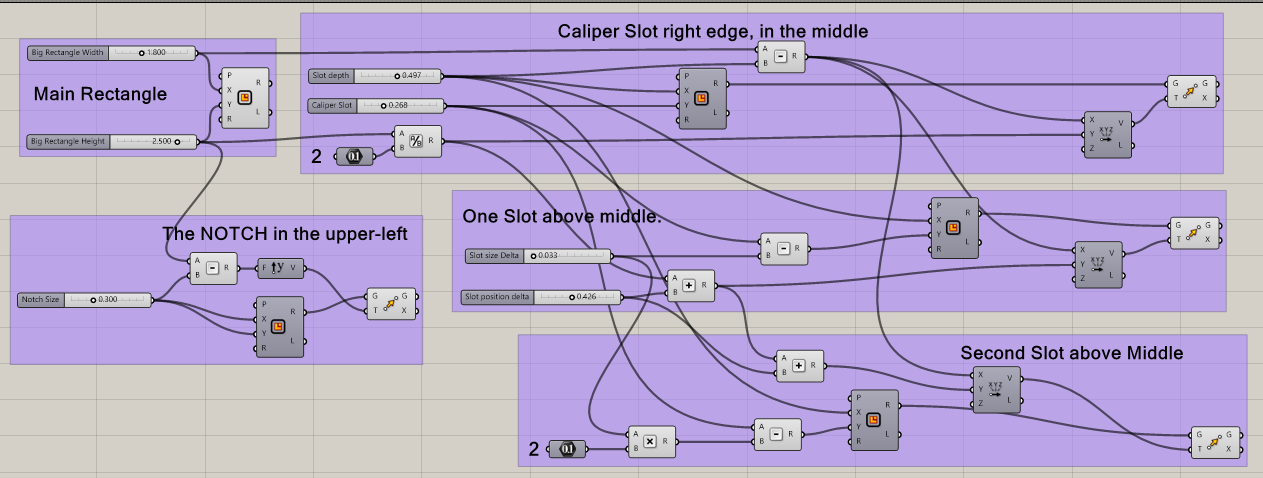 Caliper Slot right edge, in the middle
Big Rectangle Width 1.800
Main Rectangle
Big Rectangle Height 2.500
P
X
Y
R
R
L
Slot depth 0.497
Caliper Slot 0.268
2
0.1
A
B
A/B
R
P
X
Y
R
R
L
A
B
-
R
X
Y
Z
XYZ
V
L
G
T
G
X
The NOTCH in the upper-left
A
B
-
R
F
y
V
Notch Size 0.300
P
X
Y
R
R
L
G
T
G
X
One Slot above middle.
Slot size Delta 0.033
Slot position delta 0.426
A
B
+
R
A
B
-
R
P
X
Y
R
R
L
X
Y
Z
XYZ
V
L
G
T
G
X
Second Slot above Middle
A
B
+
R
2
0.1
A
B
×
R
A
B
-
R
P
X
Y
R
R
L
X
Y
Z
XYZ
V
L
G
T
G
X